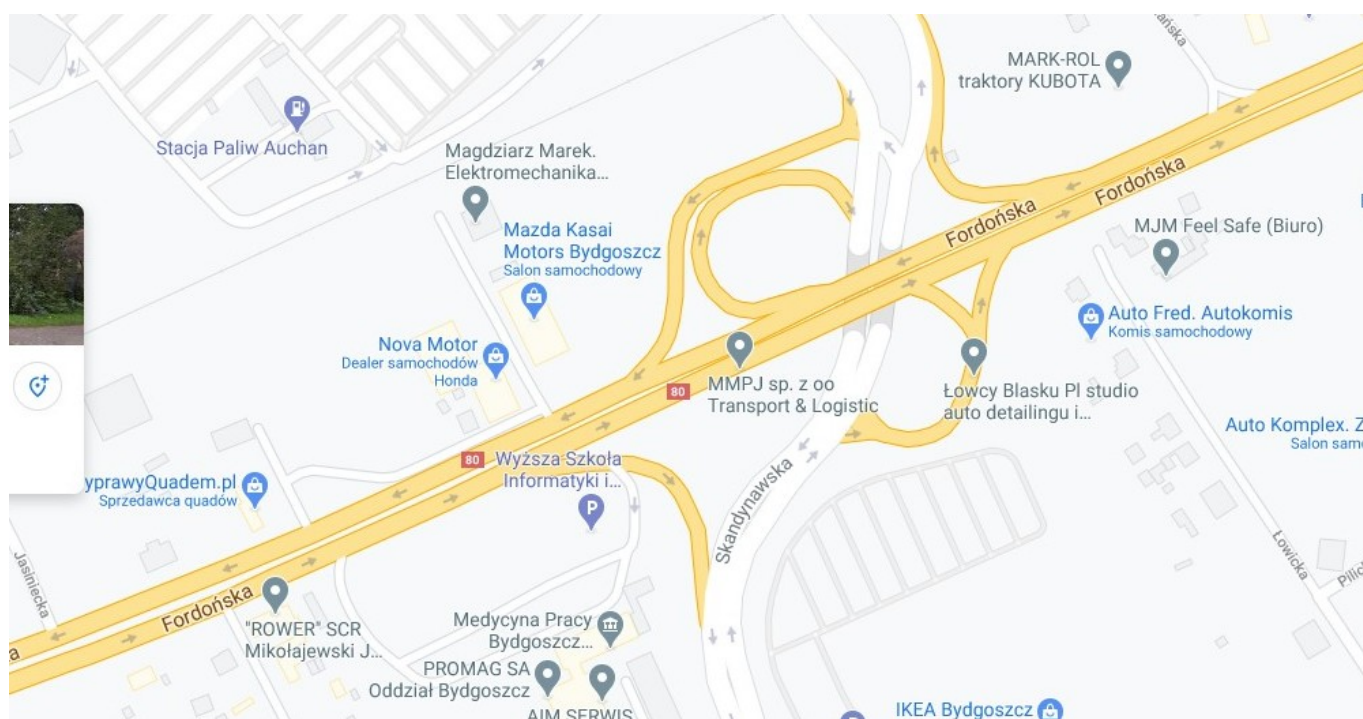 MARK-ROL
traktory KUBOTA
Stacja Paliw Auchan
Magdziarz Marek.
Elektromechanika...
Fordońska
Fordońska
Mazda Kasai
Motors Bydgoszcz
Salon samochodowy
MJM Feel Safe (Biuro)
Auto Fred. Autokomis
Komis samochodowy
Nova Motor
Dealer samochodów
Honda
80
MMPJ sp. z oo
Transport & Logistic
Łowcy Blasku Pl studio
auto detailingu i...
Auto Komplex. Z
Salon samo
80
Wyższa Szkoła
Informatyki i...
P
yprawyQuadem.pl
Sprzedawca quadów
Skandynawska
Łowicka
Pilic
Jasiniecka
Fordońska
"ROWER" SCR
Mikołajewski J...
Medycyna Pracy
Bydgoszcz...
PROMAG SA
Oddział Bydgoszcz
AIM SERWIS
IKEA Bydgoszcz